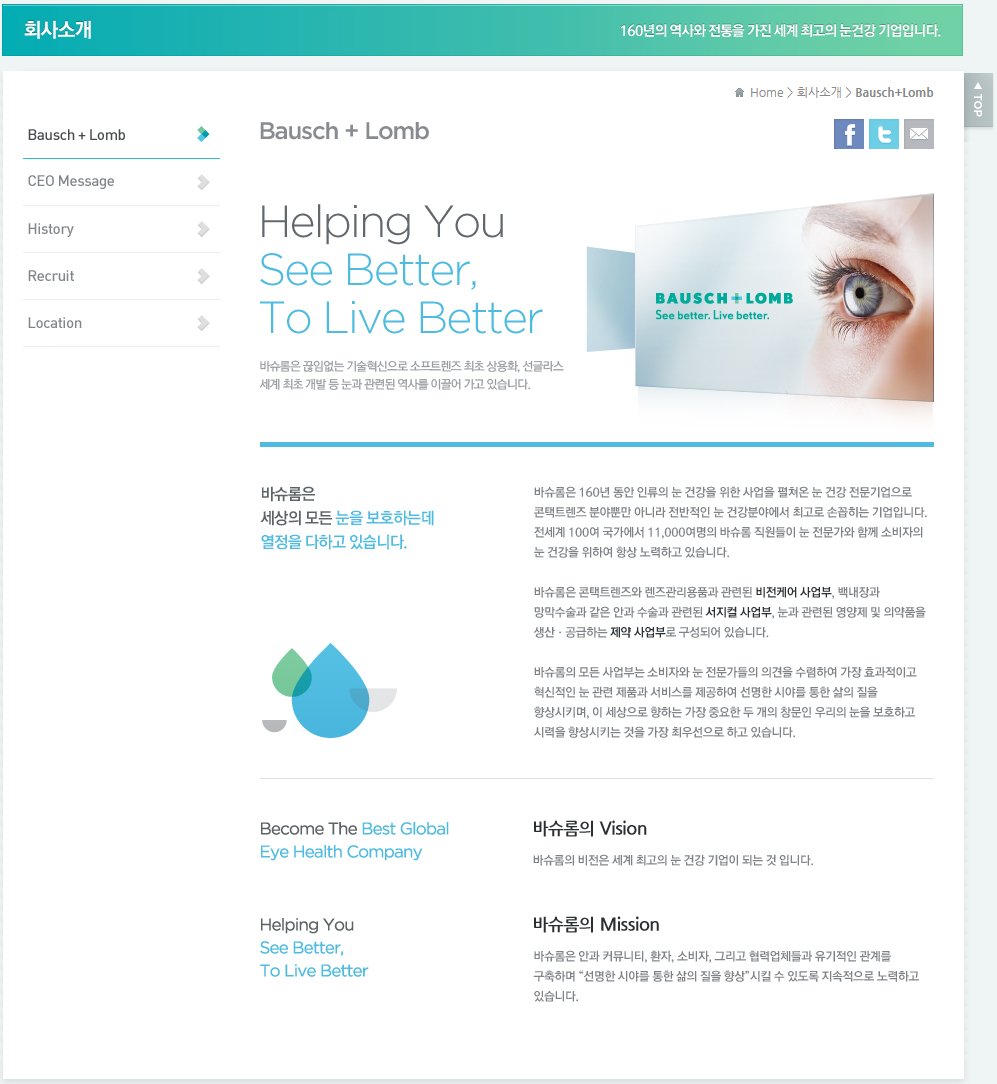 회사소개
160년의 역사와 전통을 가진 세계 최고의 눈건강 기업입니다.
Home > 회사소개 > Bausch+Lomb
TOP
Bausch + Lomb
CEO Message
History
Recruit
Location
Bausch + Lomb
f t
Helping You
See Better,
To Live Better
바슈롬은 끊임없는 기술혁신으로 소프트렌즈 최초 상용화, 선글라스
세계 최초 개발 등 눈과 관련된 역사를 이끌어 가고 있습니다.
BAUSCH+LOMB
See better. Live better.
바슈롬은
세상의 모든 눈을 보호하는데
열정을 다하고 있습니다.
바슈롬은 160년 동안 인류의 눈 건강을 위한 사업을 펼쳐온 눈 건강 전문기업으로
콘택트렌즈 분야뿐만 아니라 전반적인 눈 건강분야에서 최고로 손꼽히는 기업입니다.
전세계 100여 국가에서 11,000여명의 바슈롬 직원들이 눈 전문가와 함께 소비자의
눈 건강을 위하여 항상 노력하고 있습니다.
바슈롬은 콘택트렌즈와 렌즈관리용품과 관련된 비전케어 사업부, 백내장과
망막수술과 같은 안과 수술과 관련된 서지컬 사업부, 눈과 관련된 영양제 및 의약품을
생산 · 공급하는 제약 사업부로 구성되어 있습니다.
바슈롬의 모든 사업부는 소비자와 눈 전문가들의 의견을 수렴하여 가장 효과적이고
혁신적인 눈 관련 제품과 서비스를 제공하여 선명한 시야를 통한 삶의 질을
향상시키며, 이 세상으로 향하는 가장 중요한 두 개의 창문인 우리의 눈을 보호하고
시력을 향상시키는 것을 가장 최우선으로 하고 있습니다.
Become The Best Global
Eye Health Company
바슈롬의 Vision
바슈롬의 비전은 세계 최고의 눈 건강 기업이 되는 것 입니다.
Helping You
See Better,
To Live Better
바슈롬의 Mission
바슈롬은 안과 커뮤니티, 환자, 소비자, 그리고 협력업체들과 유기적인 관계를
구축하며 “선명한 시야를 통한 삶의 질을 향상”시킬 수 있도록 지속적으로 노력하고
있습니다.